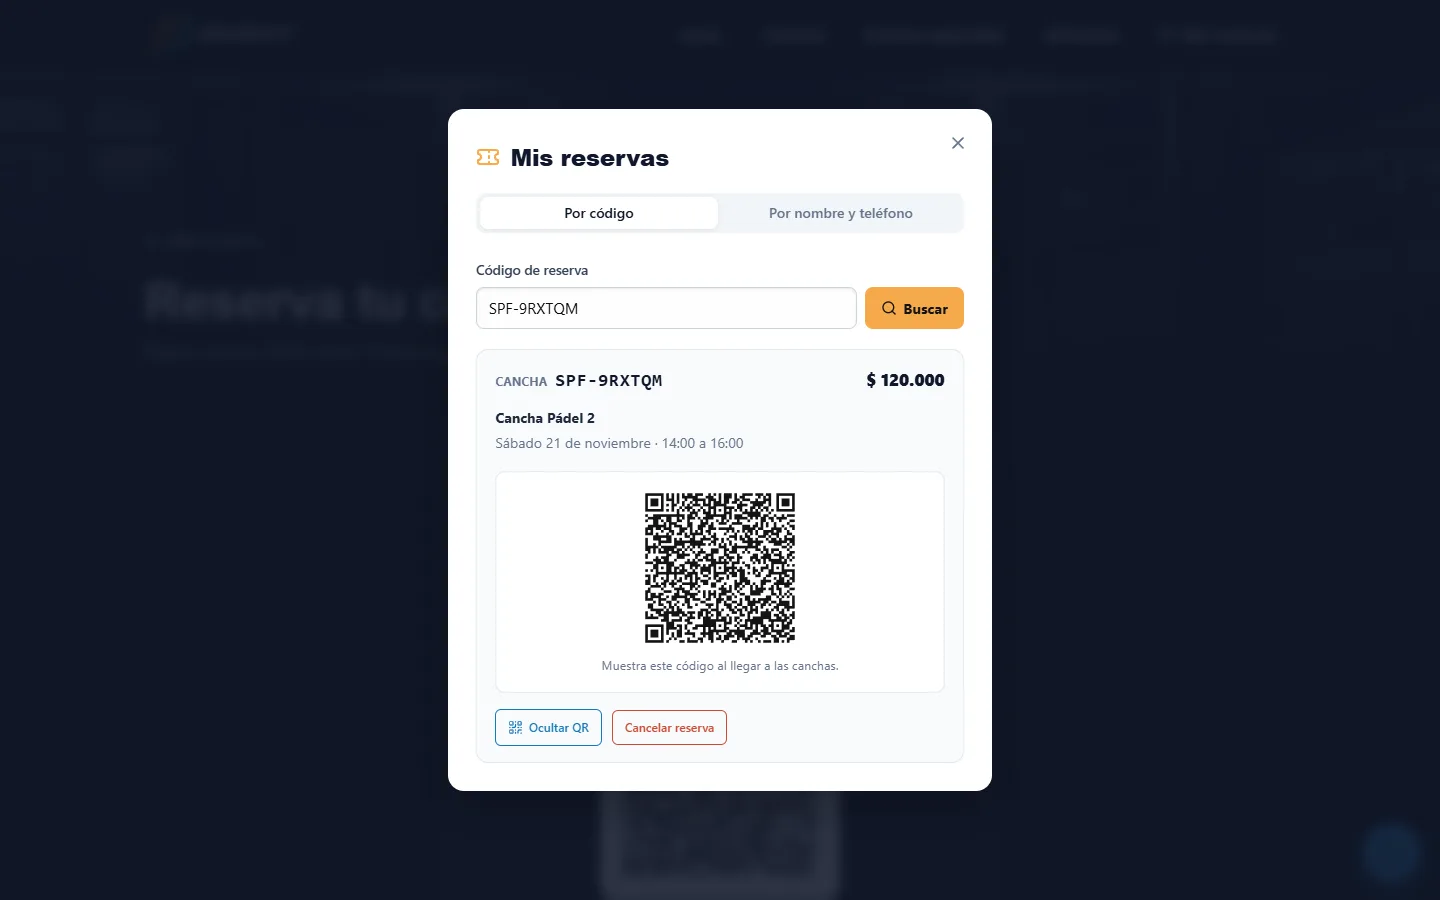 Mis reservas
Por código
Por nombre y teléfono
Código de reserva
SPF-9RXTQM
Buscar
CANCHA SPF-9RXTQM
$ 120.000
Cancha Pádel 2
Sábado 21 de noviembre · 14:00 a 16:00
Muestra este código al llegar a las canchas.
Ocultar QR
Cancelar reserva
Reserva tu c